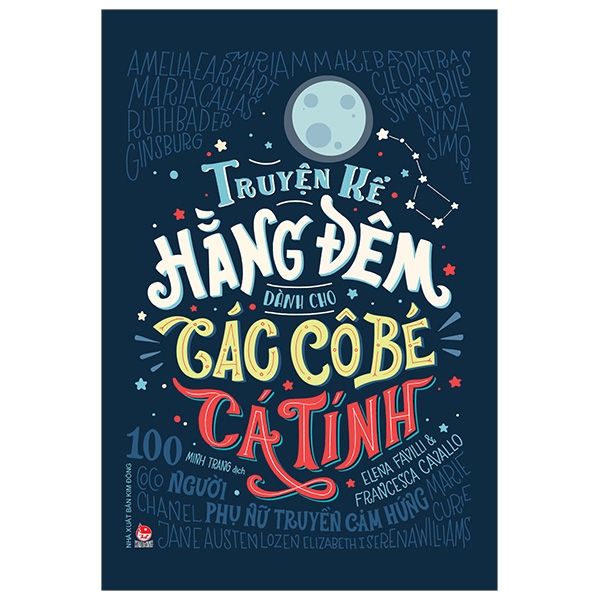 AMELIA EARHART
MIRIAM MAKEBA
CLEOPATRAS
MARIA CALLAS
SIMONE BILES
RUTH BADER
GINSBURG
NINA
SIMONE
TRUYỆN KỂ
HẰNG ĐÊM
DÀNH CHO
CÁC CÔ BÉ
CÁ TÍNH
MINH TRANG dịch
ELENA FAVILLI &
FRANCESCA CAVALLO
100
NGƯỜI
PHỤ NỮ TRUYỀN CẢM HỨNG
COCO
CHANEL
MARIE
CURIE
JANE AUSTEN LOZEN ELIZABETH I SERENA WILLIAMS
NHÀ XUẤT BẢN KIM ĐỒNG